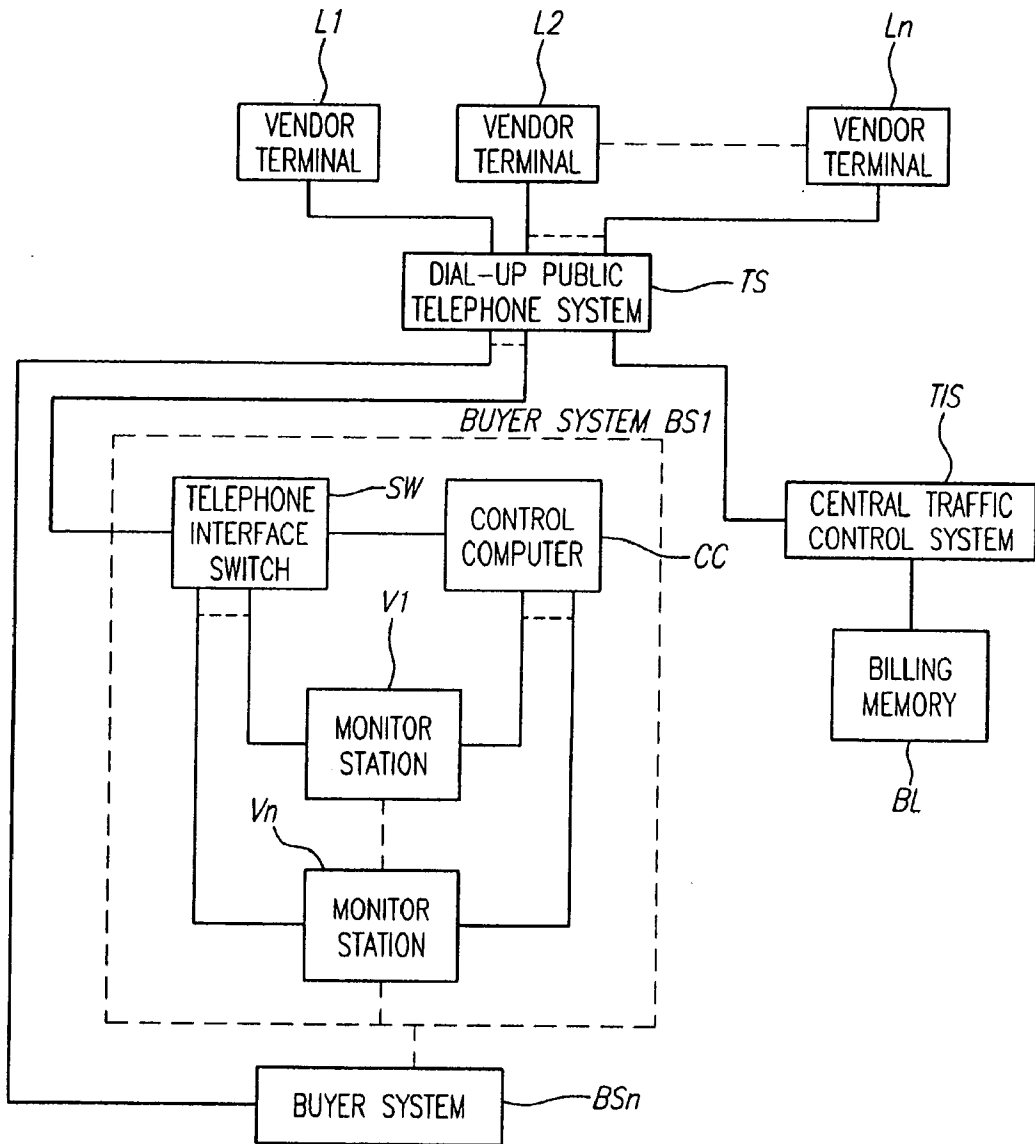 L1
L2
Ln
VENDOR
TERMINAL
VENDOR
TERMINAL
VENDOR
TERMINAL
DIAL-UP PUBLIC
TELEPHONE SYSTEM
TS
BUYER SYSTEM BS1
TIS
TELEPHONE
INTERFACE
SWITCH
SW
CONTROL
COMPUTER
CC
CENTRAL TRAFFIC
CONTROL SYSTEM
V1
MONITOR
STATION
BILLING
MEMORY
BL
Vn
MONITOR
STATION
BUYER SYSTEM
BSn